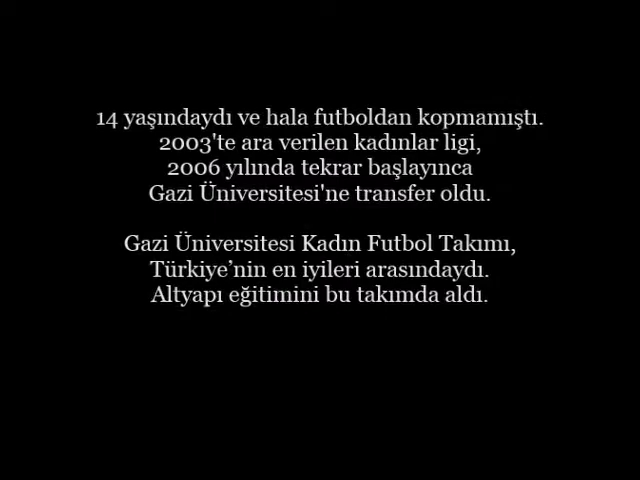 14 yaşındaydı ve hala futboldan kopmamıştı.
2003'te ara verilen kadınlar ligi,
2006 yılında tekrar başlayınca
Gazi Üniversitesi'ne transfer oldu.
Gazi Üniversitesi Kadın Futbol Takımı,
Türkiye’nin en iyileri arasındaydı.
Altyapı eğitimini bu takımda aldı.